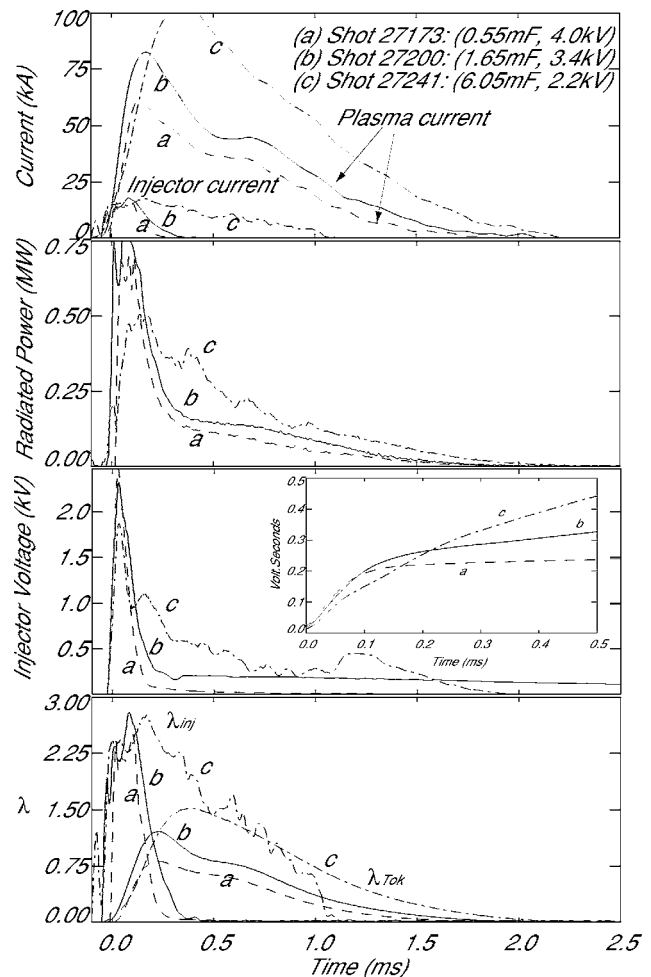 100
75
50
25
0
Current (kA)
(a) Shot 27173: (0.55mF, 4.0kV)
(b) Shot 27200: (1.65mF, 3.4kV)
(c) Shot 27241: (6.05mF, 2.2kV)
c
b
a
Plasma current
Injector current
a
b
c
0.75
0.50
0.25
0.00
Radiated Power (MW)
c
b
a
2.0
1.5
1.0
0.5
Injector Voltage (kV)
c
b
a
0.5
0.4
0.3
0.2
0.1
0.0
Volt.Seconds
c
b
a
0.0 0.1 0.2 0.3 0.4 0.5
Time (ms)
3.00
2.25
1.50
0.75
0.00
λ
λinj
c
b
a
b
a
c
λTok
0.0 0.5 1.0 1.5 2.0 2.5
Time (ms)